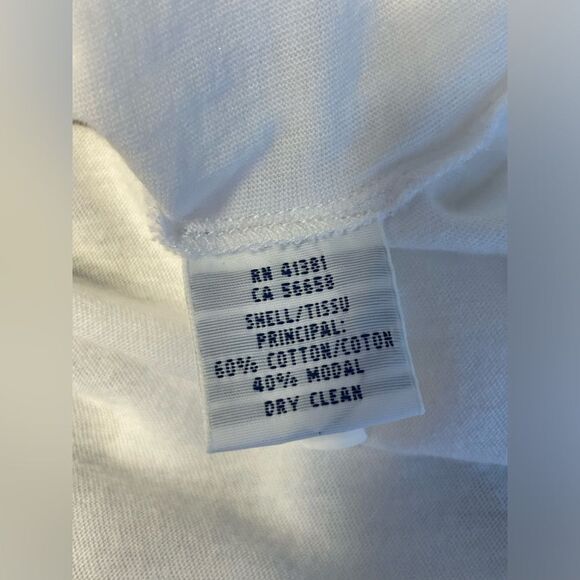 RN 41381
CA 56658
SHELL/TISSU
PRINCIPAL:
60% COTTON/COTON
40% MODAL
DRY CLEAN